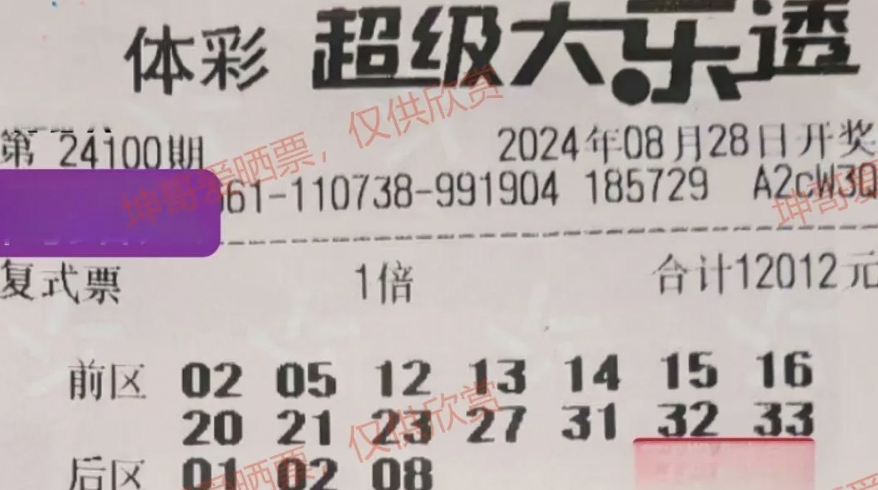 体彩 超级大乐透
第 24100期 2024年08月28日开奖
61-110738-991904 185729 A2cW3Q
复式票 1倍 合计12012元
前区 02 05 12 13 14 15 16
20 21 23 27 31 32 33
后区 01 02 08
坤哥爱晒票，仅供欣赏
坤哥
仅供欣赏
晒票